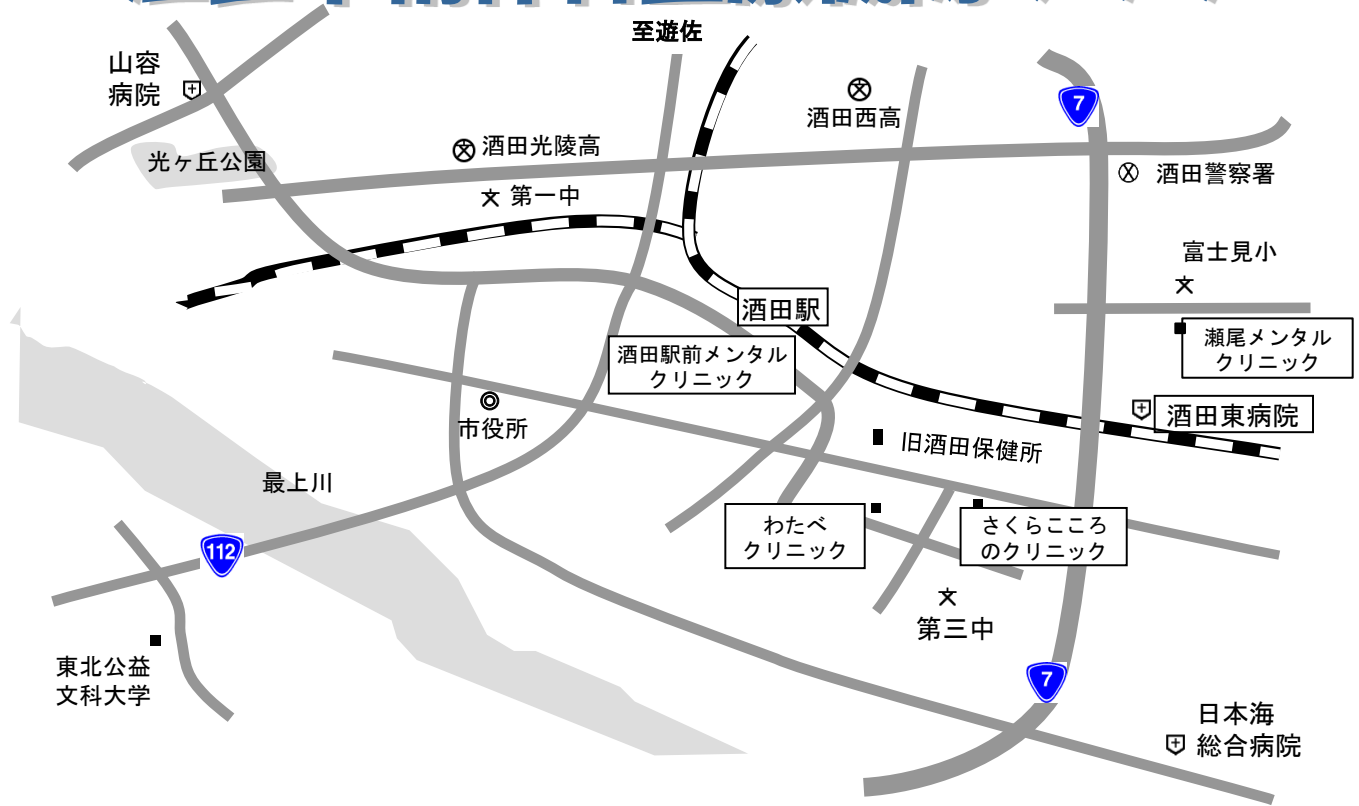 至遊佐
山容
病院
7
酒田西高
酒田光陵高
光ヶ丘公園
酒田警察署
第一中
富士見小
酒田駅
瀬尾メンタル
クリニック
酒田駅前メンタル
クリニック
酒田東病院
市役所
旧酒田保健所
最上川
わたべ
クリニック
さくらこころ
のクリニック
112
第三中
東北公益
文科大学
7
日本海
総合病院